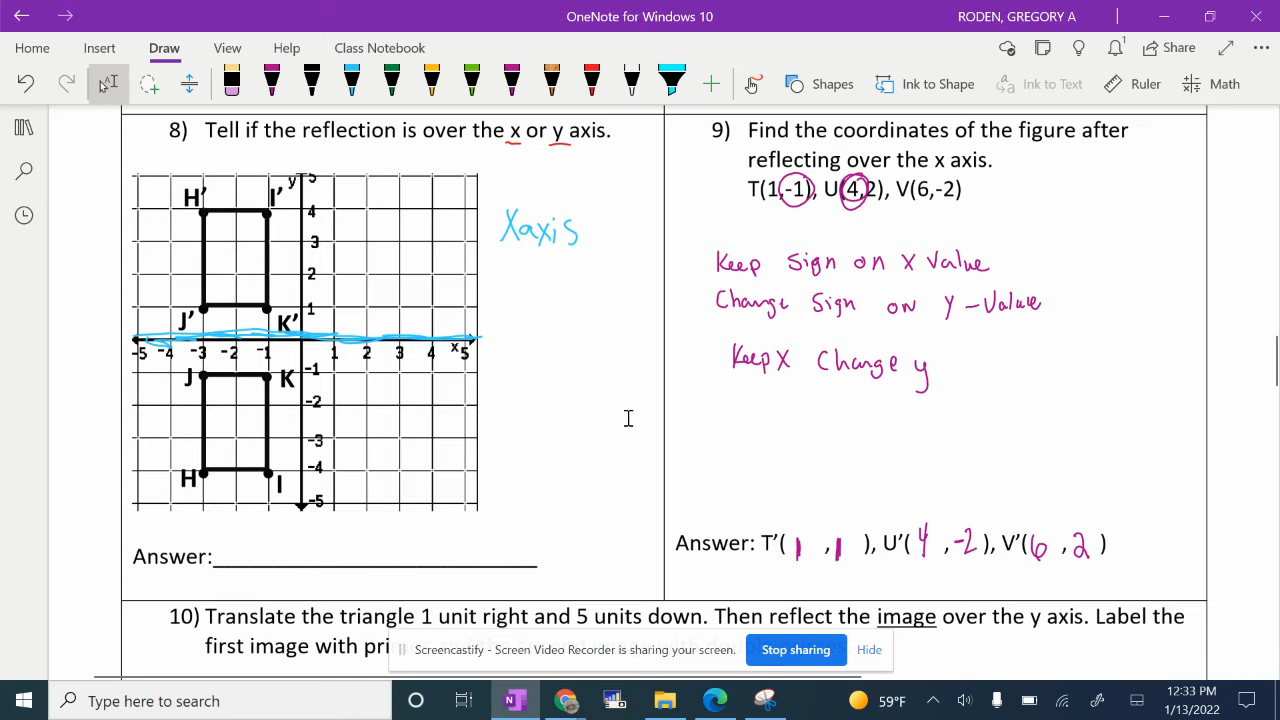 OneNote for Windows 10
RODEN, GREGORY A
Home Insert Draw View Help Class Notebook
Share
Shapes Ink to Shape Ink to Text Ruler Math
8) Tell if the reflection is over the x or y axis.
y
5
4
3
2
1
-5 -4 -3 -2 -1 1 2 3 4 5
x
-1
-2
-3
-4
-5
H' I'
J' K'
J K
H I
Xaxis
Answer:______________________________
9) Find the coordinates of the figure after
reflecting over the x axis.
T(1,-1), U(4,2), V(6,-2)
Keep Sign on X Value
Change Sign on Y-Value
Keep X Change y
Answer: T'( 1 , 1 ), U'( 4 , -2 ), V'( 6 , 2 )
10) Translate the triangle 1 unit right and 5 units down. Then reflect the image over the y axis. Label the
first image with pri
Screencastify - Screen Video Recorder is sharing your screen.
Stop sharing
Hide
Type here to search
59°F
12:33 PM
1/13/2022